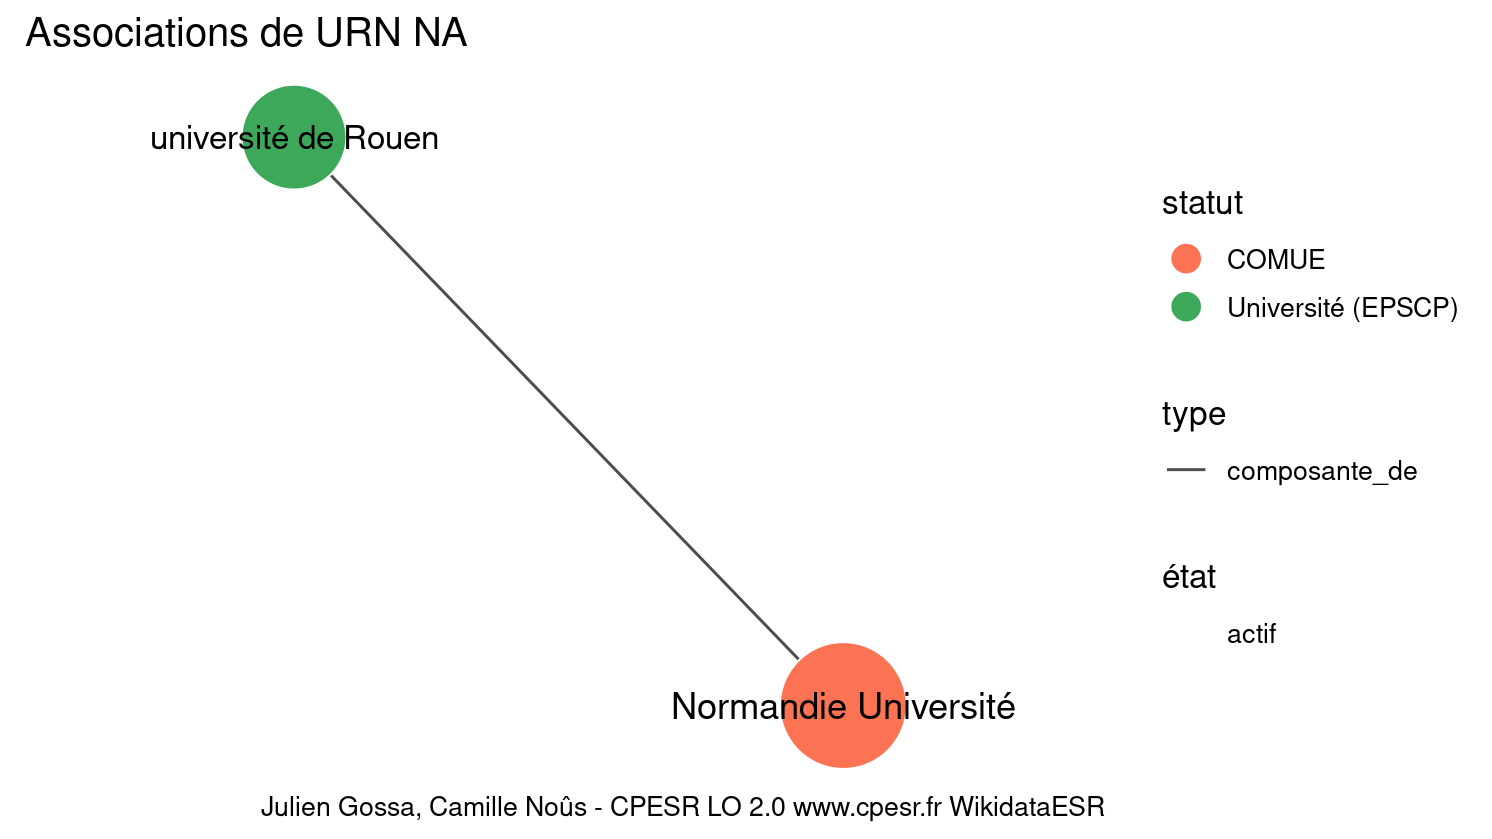 Associations de URN NA
université de Rouen
statut
COMUE
Université (EPSCP)
type
composante_de
état
actif
Normandie Université
Julien Gossa, Camille Noûs - CPESR LO 2.0 www.cpesr.fr WikidataESR